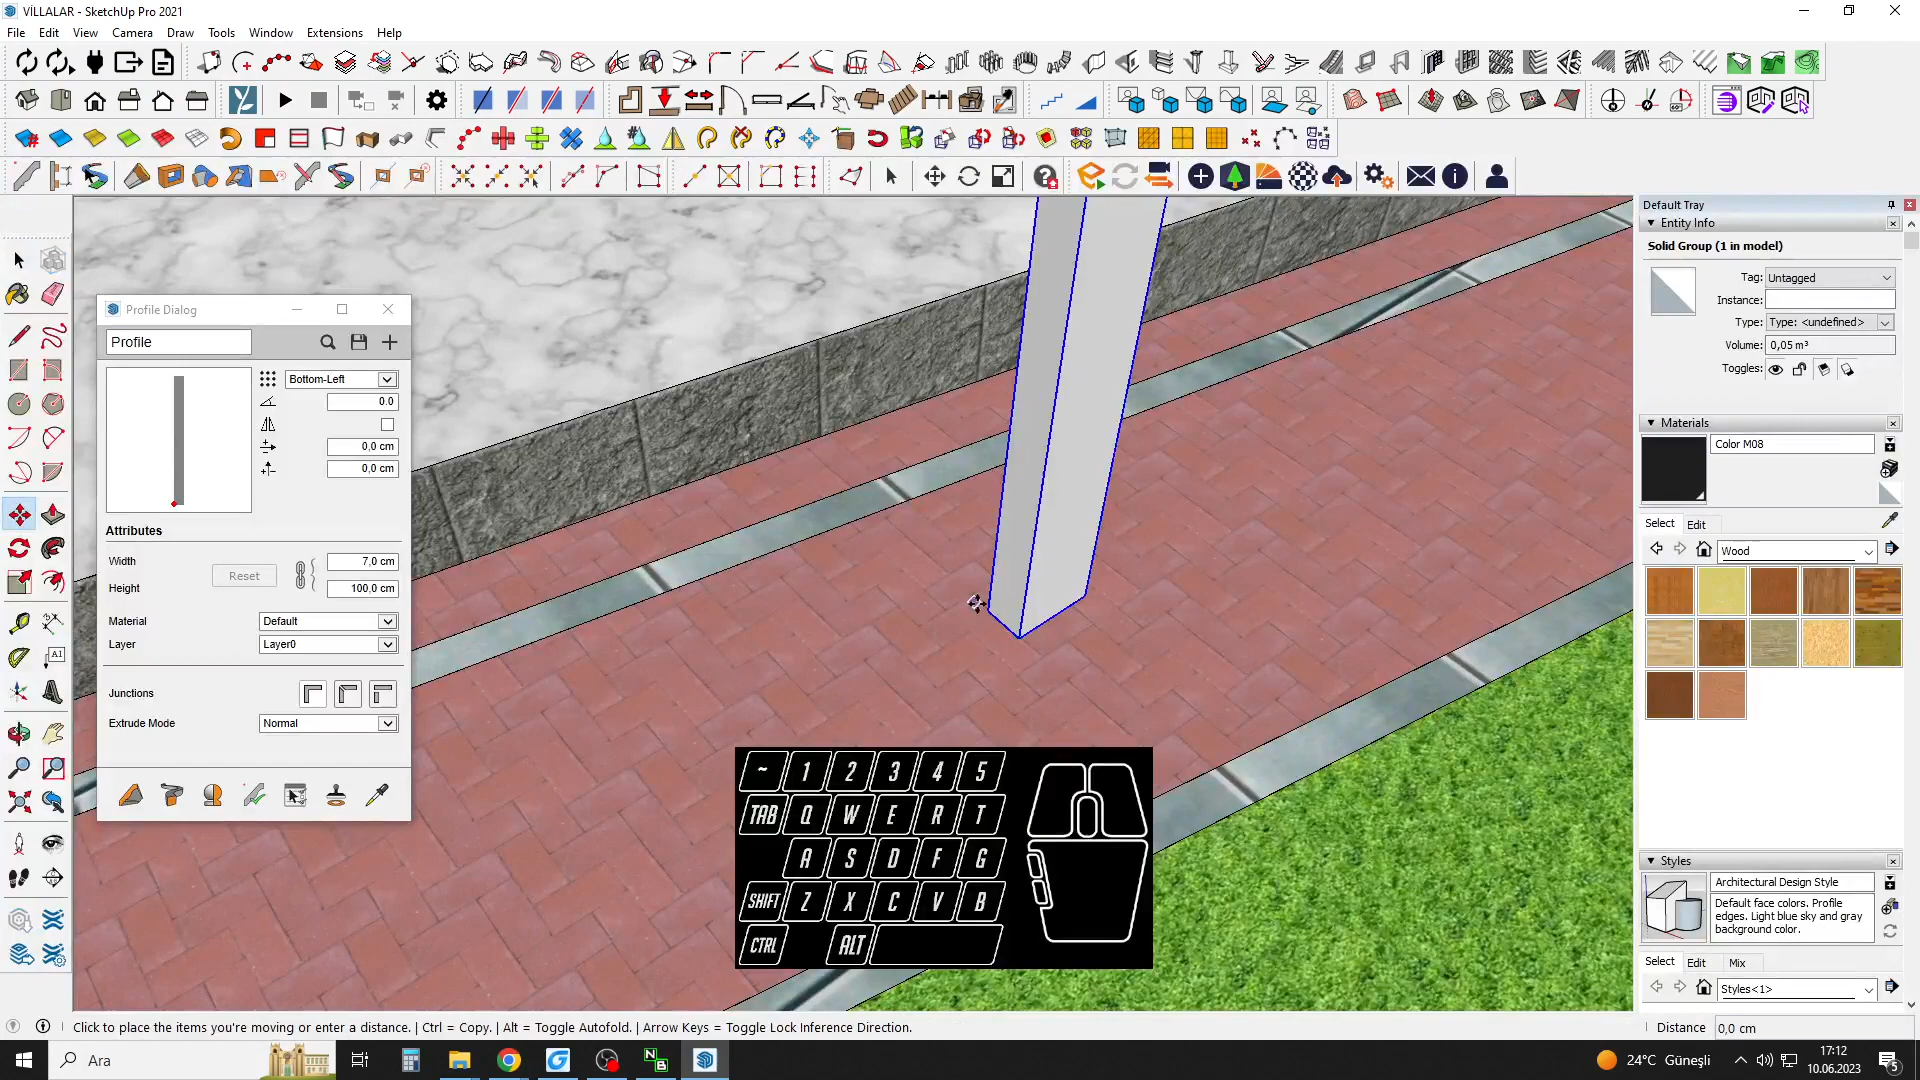 VİLLALAR - SketchUp Pro 2021
File Edit View Camera Draw Tools Window Extensions Help
Default Tray
Entity Info
Solid Group (1 in model)
Tag: Untagged
Instance:
Type: Type: <undefined>
Volume: 0,05 m³
Toggles:
Materials
Color M08
Select Edit
Wood
Styles
Architectural Design Style
Default face colors. Profile
edges. Light blue sky and gray
background color.
Select Edit Mix
Styles<1>
Profile Dialog
Profile
Bottom-Left
0.0
0,0 cm
0,0 cm
Attributes
Width 7,0 cm
Reset
Height 100,0 cm
Material Default
Layer Layer0
Junctions
Extrude Mode Normal
A1
~ 1 2 3 4 5
TAB Q W E R T
A S D F G
SHIFT Z X C V B
CTRL ALT
Click to place the items you're moving or enter a distance. | Ctrl = Copy. | Alt = Toggle Autofold. | Arrow Keys = Toggle Lock Inference Direction.
Distance 0,0 cm
Ara
24°C Güneşli
17:12
10.06.2023
5